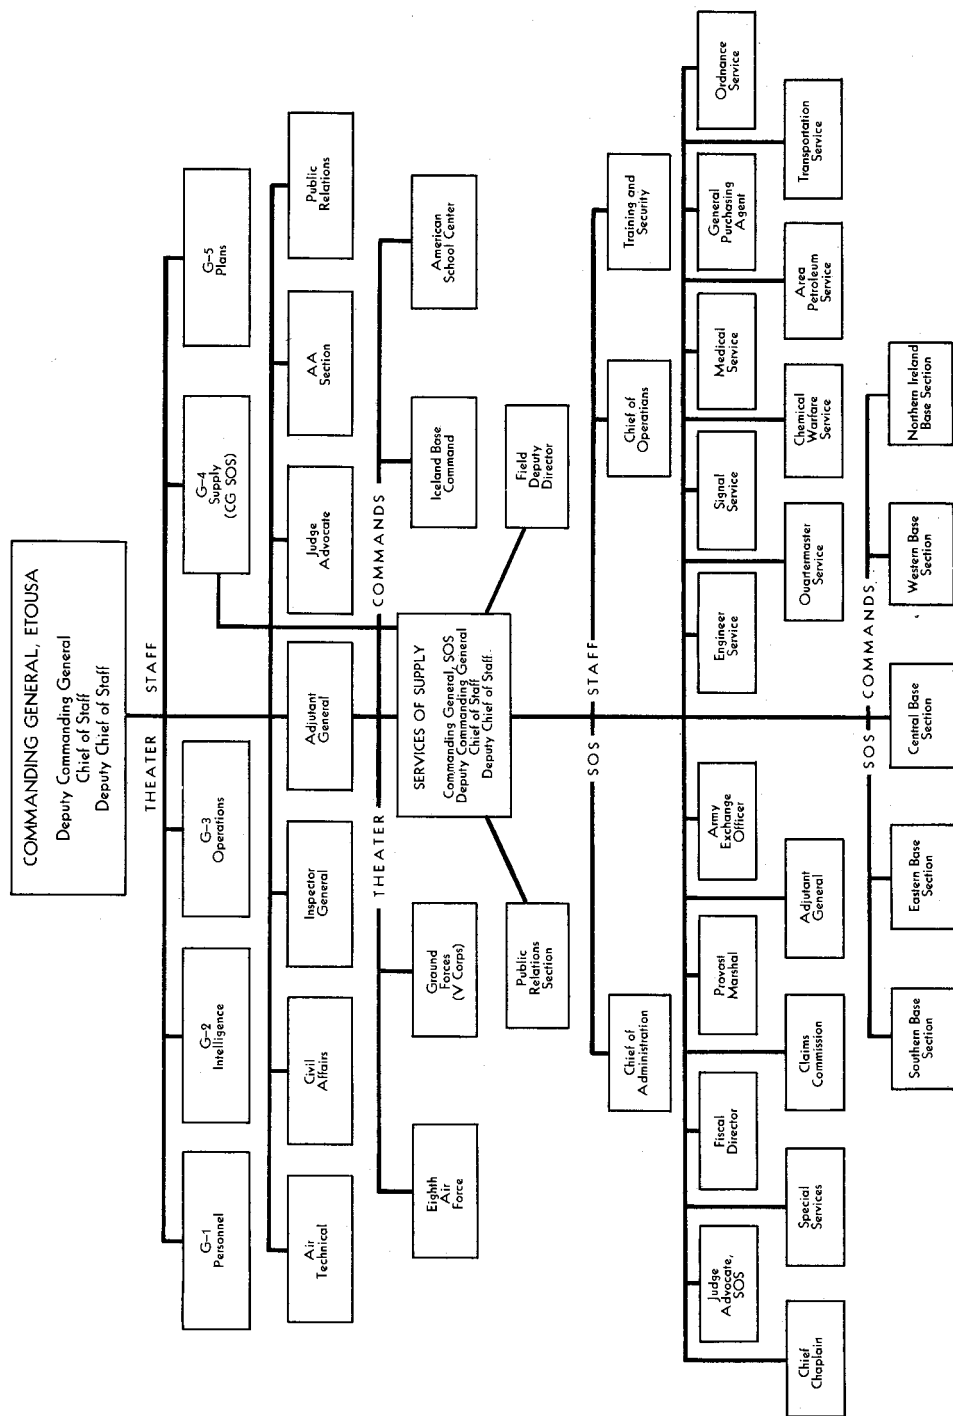 COMMANDING GENERAL, ETOUSA
Deputy Commanding General
Chief of Staff
Deputy Chief of Staff
THEATER STAFF
G-1
Personnel
G-2
Intelligence
G-3
Operations
G-4
Supply
(CG SOS)
G-5
Plans
Air
Technical
Civil
Affairs
Inspector
General
Adjutant
General
Judge
Advocate
AA
Section
Public
Relations
THEATER COMMANDS
Eighth
Air
Force
Ground
Forces
(V Corps)
Iceland Base
Command
American
School Center
SERVICES OF SUPPLY
Commanding General, SOS
Deputy Commanding General
Chief of Staff
Deputy Chief of Staff
Public
Relations
Section
Field
Deputy
Director
SOS STAFF
Chief of
Administration
Chief of
Operations
Training and
Security
Judge
Advocate,
SOS
Fiscal
Director
Provost
Marshal
Army
Exchange
Officer
Engineer
Service
Signal
Service
Medical
Service
General
Purchasing
Agent
Ordnance
Service
Chief
Chaplain
Special
Services
Claims
Commission
Adjutant
General
Quartermaster
Service
Chemical
Warfare
Service
Area
Petroleum
Service
Transportation
Service
SOS COMMANDS
Southern Base
Section
Eastern Base
Section
Central Base
Section
Western Base
Section
Northern Ireland
Base Section